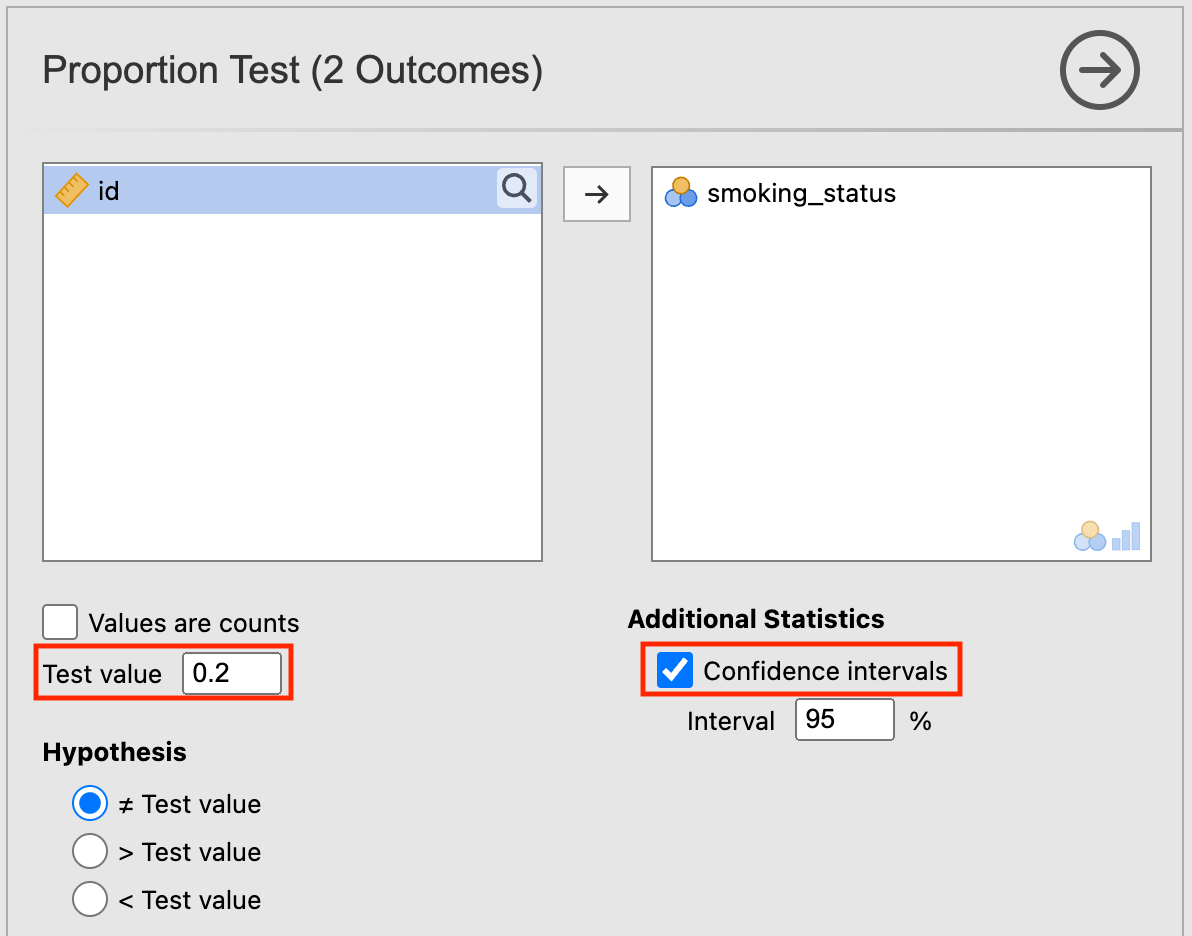 Proportion Test (2 Outcomes)
id
smoking_status
Values are counts
Test value 0.2
Hypothesis
≠ Test value
> Test value
< Test value
Additional Statistics
Confidence intervals
Interval 95 %